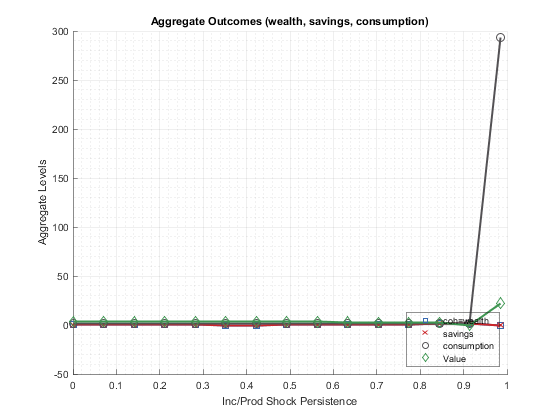 Aggregate Outcomes (wealth, savings, consumption)
300
250
200
150
100
50
0
-50
Aggregate Levels
cohwealth
savings
consumption
Value
0 0.1 0.2 0.3 0.4 0.5 0.6 0.7 0.8 0.9 1
Inc/Prod Shock Persistence